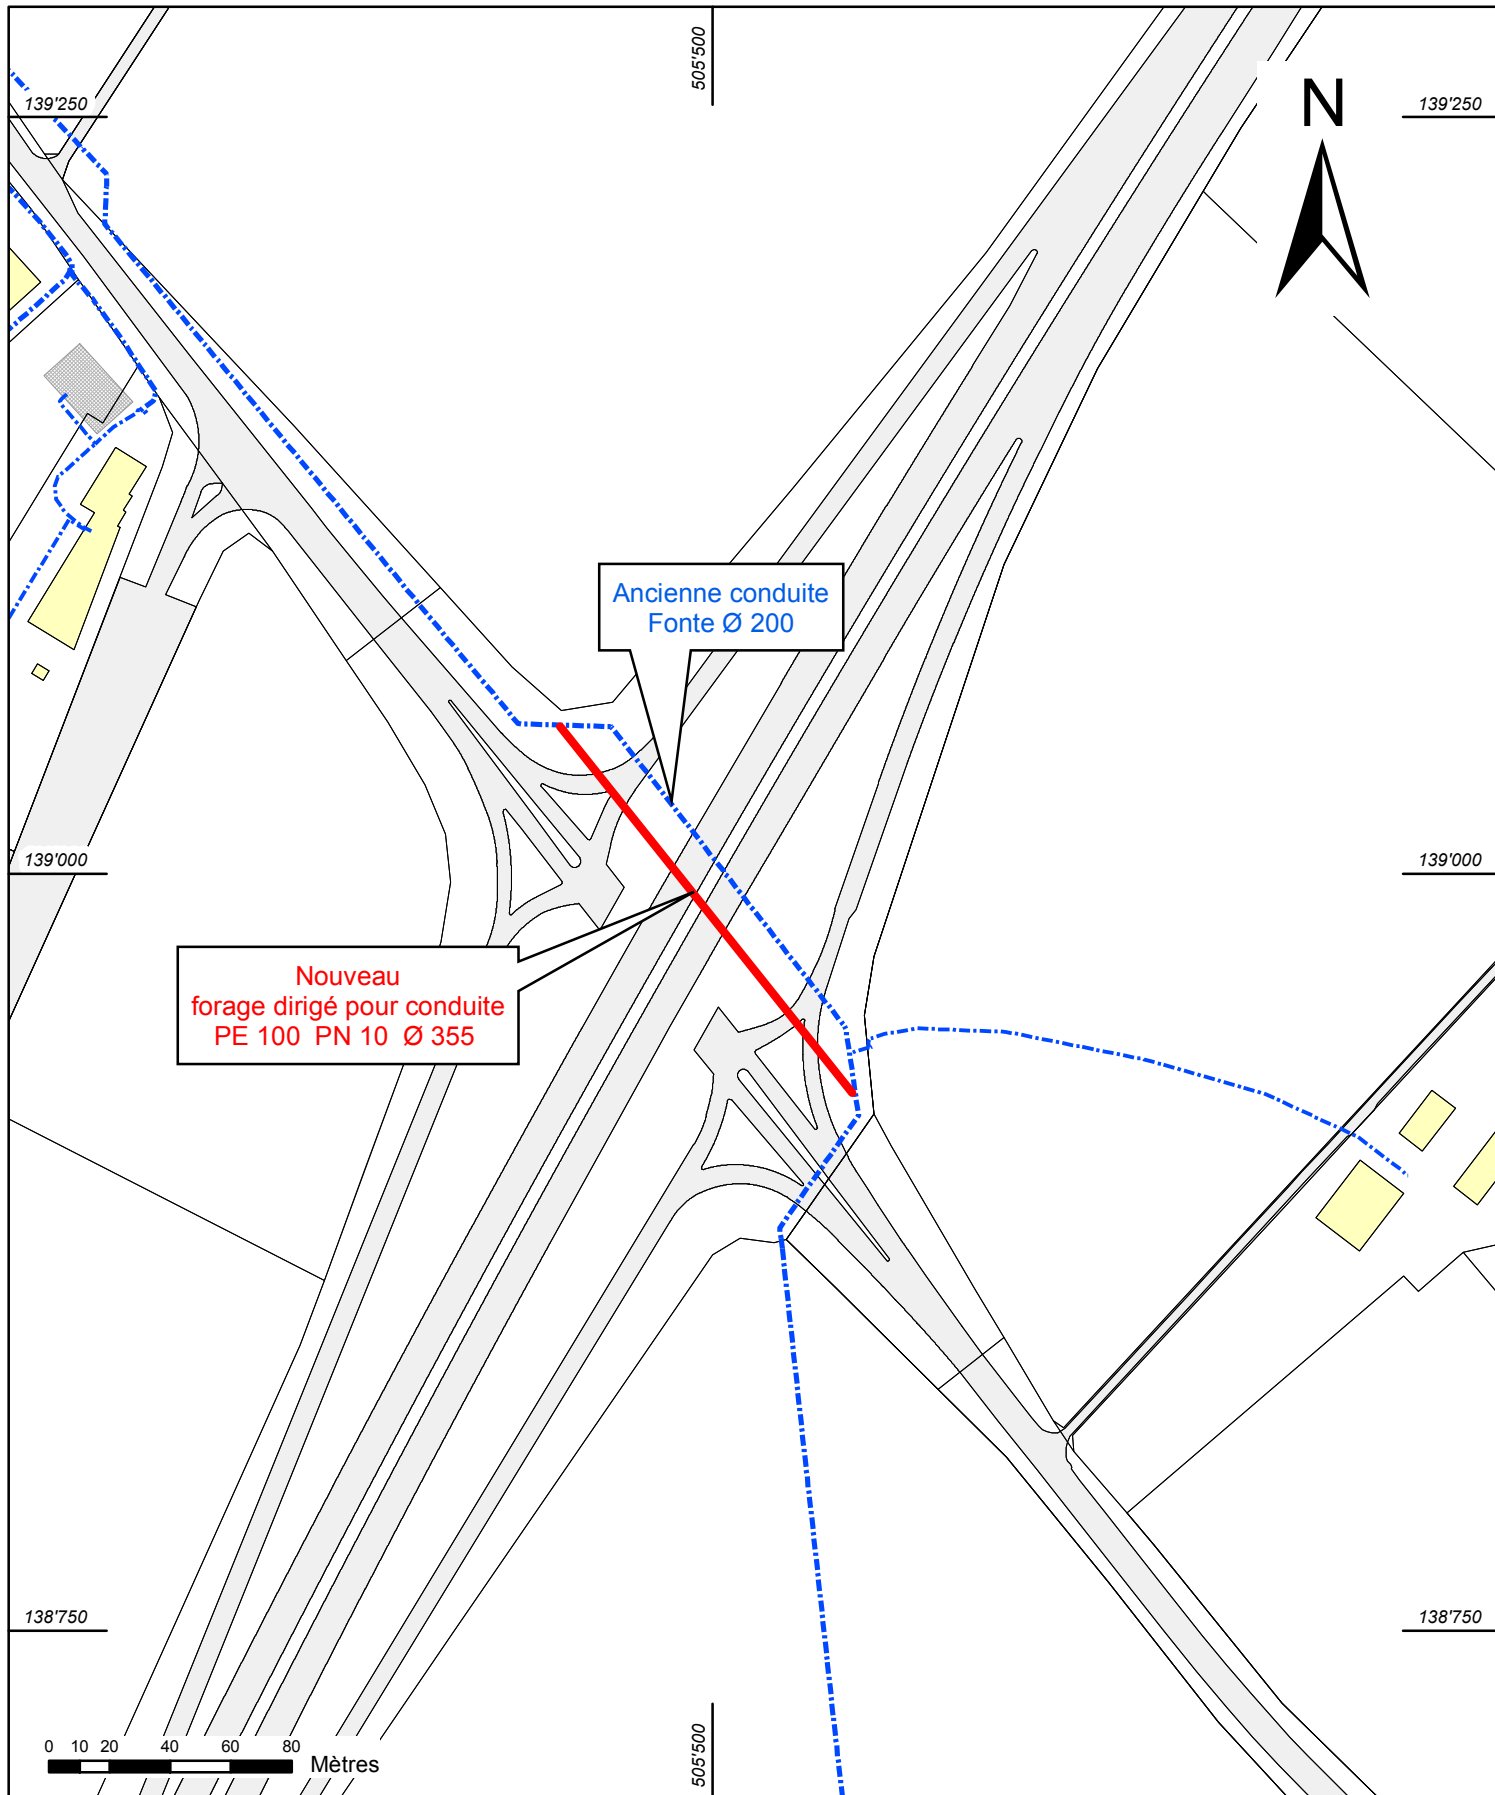 505'500
139'250
139'250
N
Ancienne conduite
Fonte Ø 200
139'000
139'000
Nouveau
forage dirigé pour conduite
PE 100 PN 10 Ø 355
138'750
138'750
505'500
0 10 20 40 60 80
Mètres